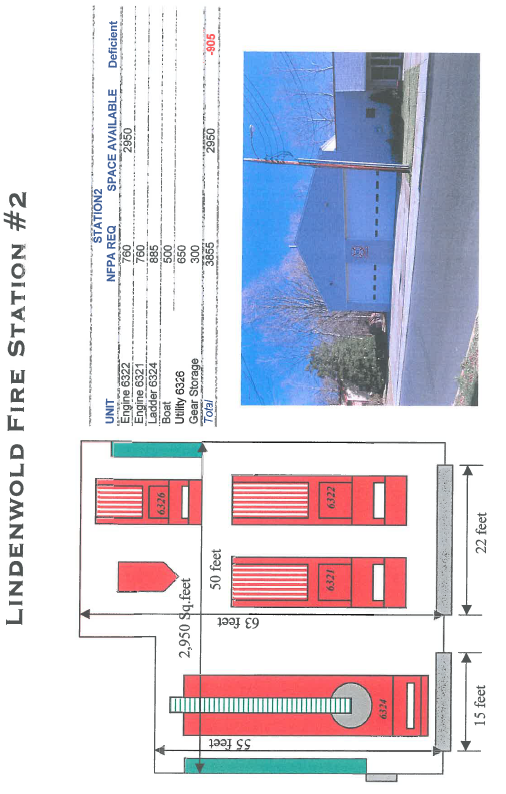 LINDENWOLD FIRE STATION #2
STATION2
UNIT NFPA REQ SPACE AVAILABLE Deficient
Engine 6322 760 2950
Engine 6321 760
Ladder 6324 885
Boat 500
Utility 6326 650
Gear Storage 300
Total 3855 2950 -905
6326
6322
6321
6324
50 feet
2,950 Sq.feet
63 feet
55 feet
22 feet
15 feet